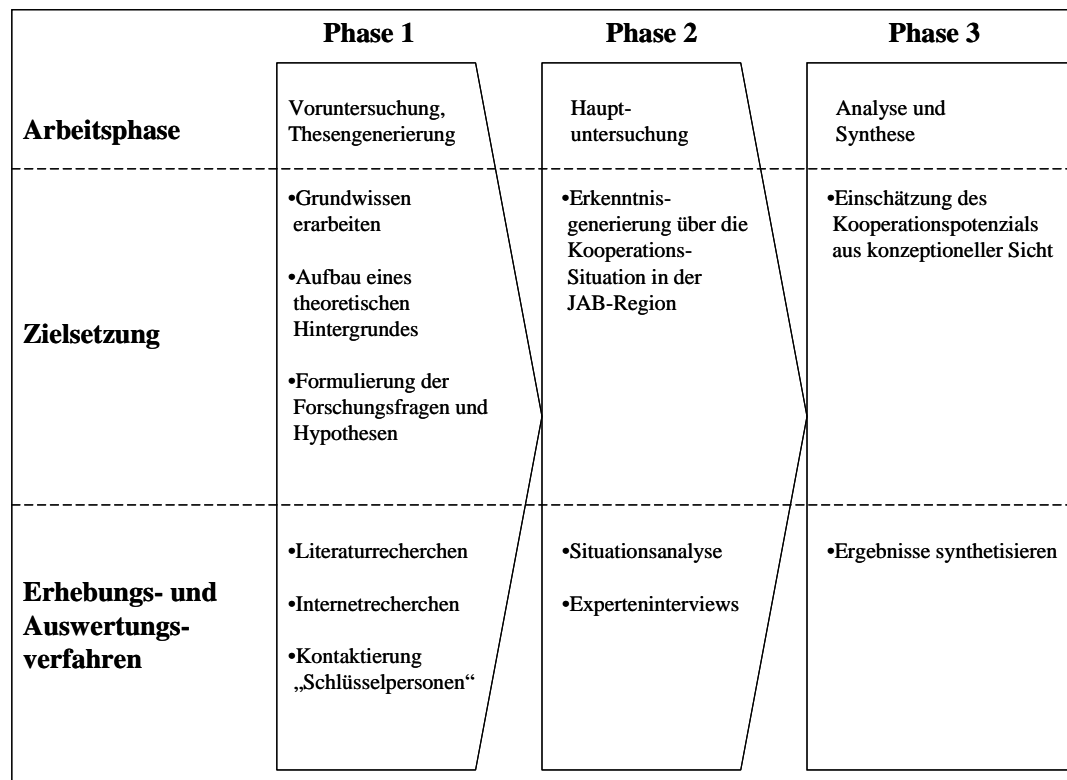 Phase 1
Phase 2
Phase 3
Arbeitsphase
Voruntersuchung,
Thesengenerierung
Haupt-
untersuchung
Analyse und
Synthese
Zielsetzung
•Grundwissen
erarbeiten
•Aufbau eines
theoretischen
Hintergrundes
•Formulierung der
Forschungsfragen und
Hypothesen
•Erkenntnis-
generierung über die
Kooperations-
Situation in der
JAB-Region
•Einschätzung des
Kooperationspotenzials
aus konzeptioneller Sicht
Erhebungs- und
Auswertungs-
verfahren
•Literaturrecherchen
•Internetrecherchen
•Kontaktierung
„Schlüsselpersonen“
•Situationsanalyse
•Experteninterviews
•Ergebnisse synthetisieren